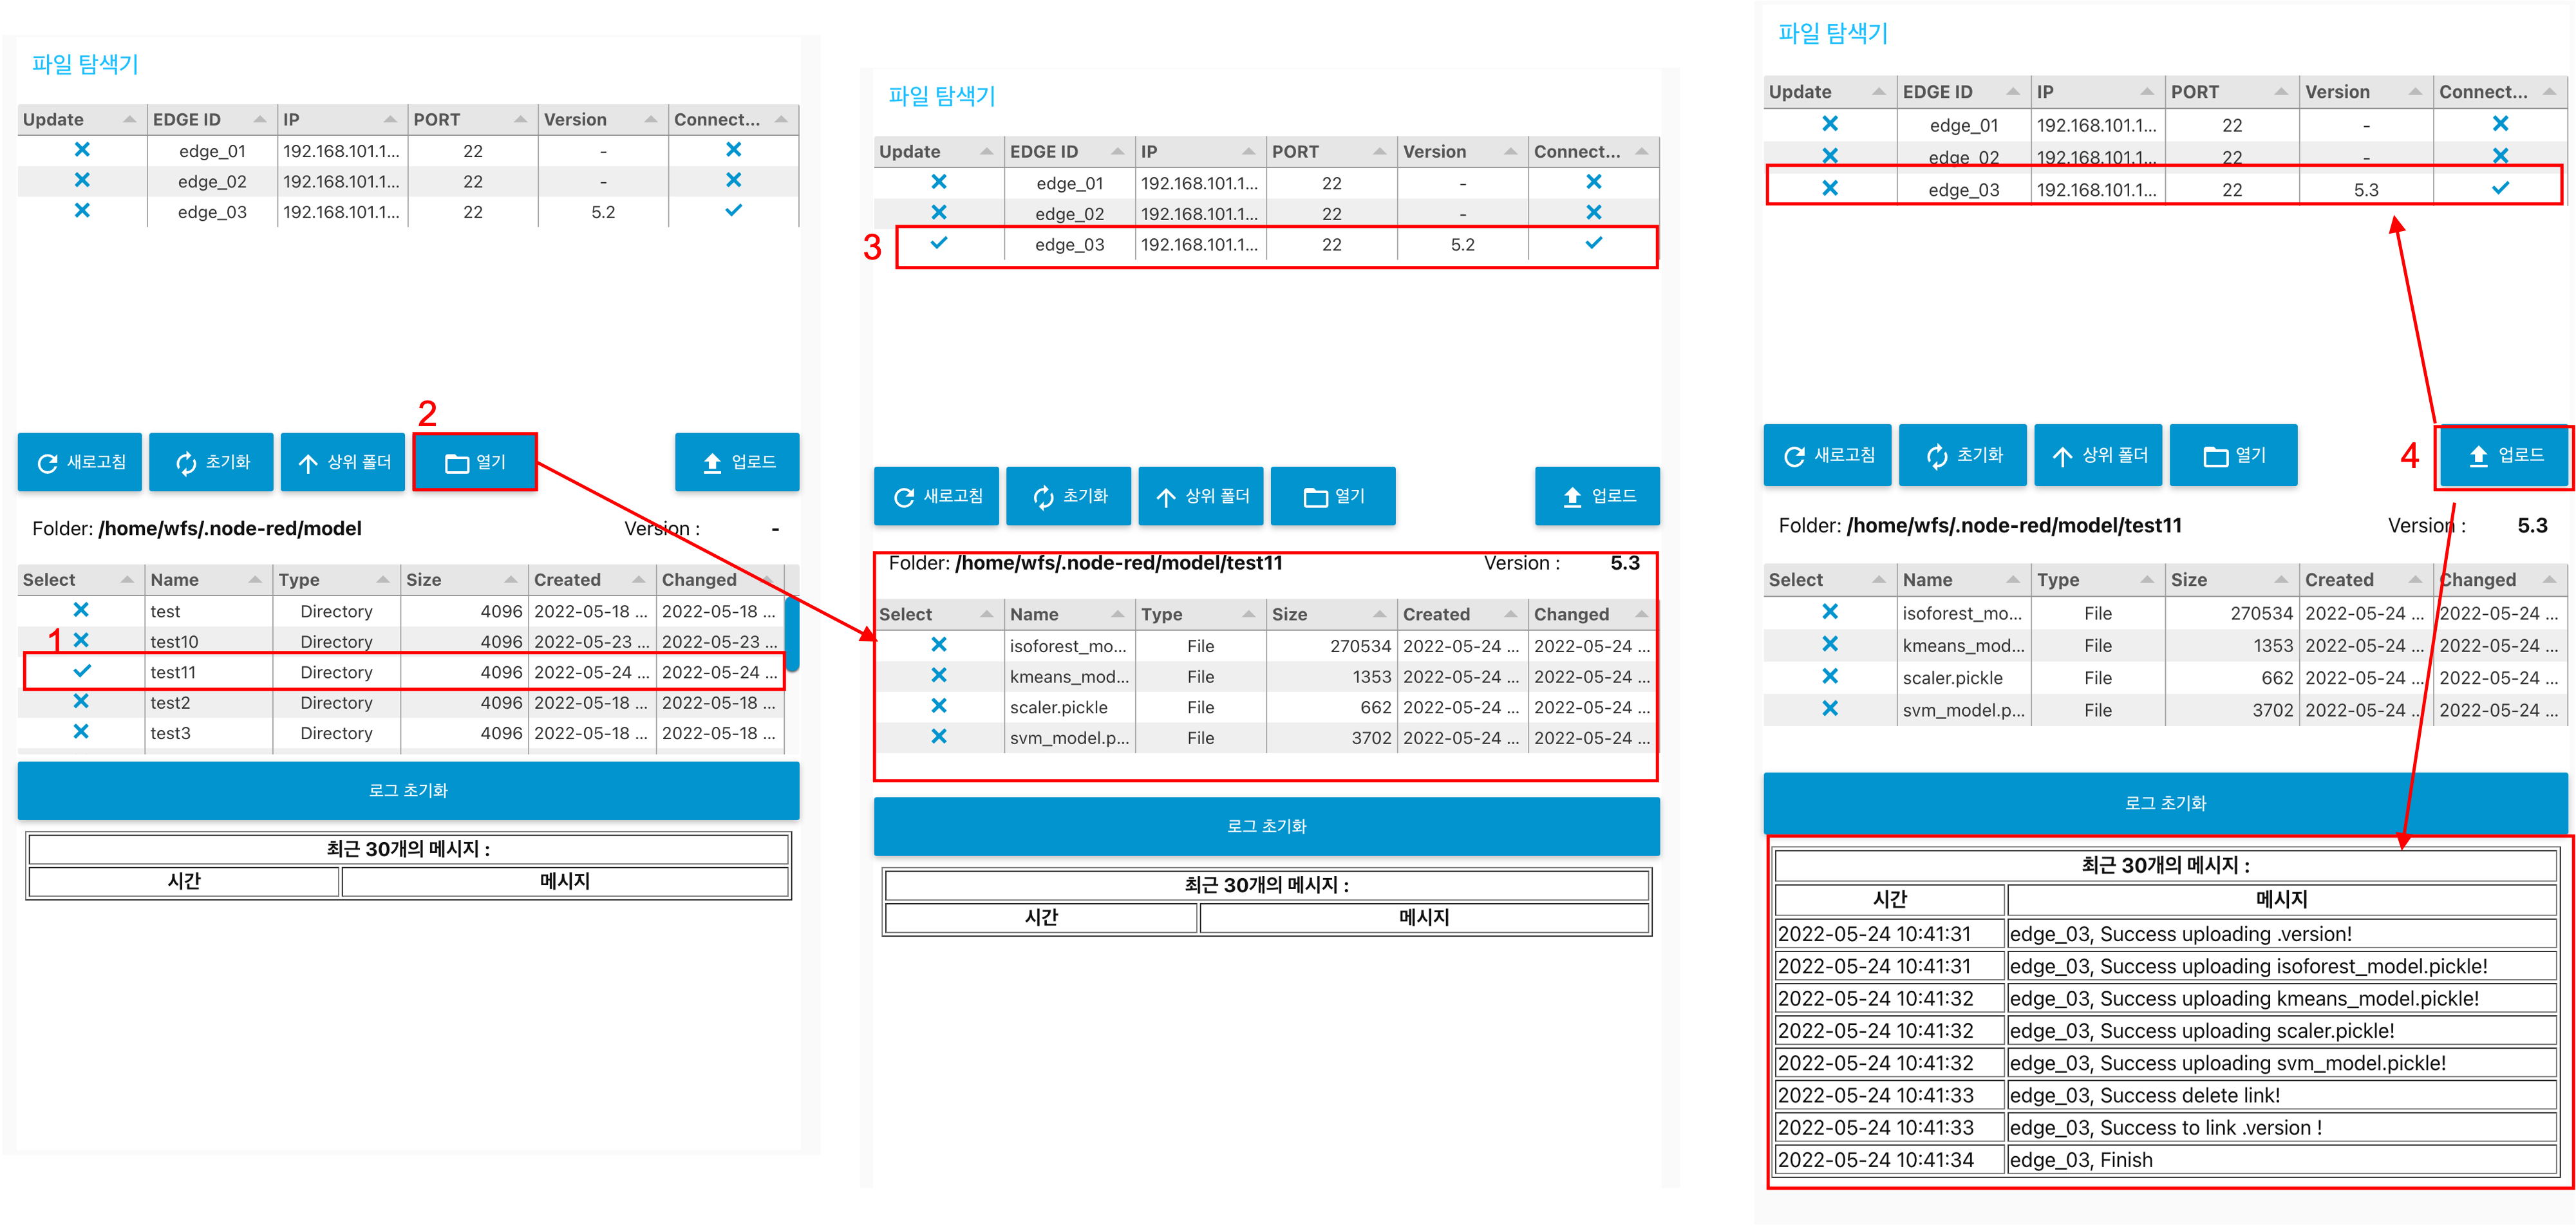 파일 탐색기
Update EDGE ID IP PORT Version Connect...
edge_01 192.168.101.1... 22 -
edge_02 192.168.101.1... 22 -
edge_03 192.168.101.1... 22 5.2
2
새로고침 초기화 상위 폴더 열기 업로드
Folder: /home/wfs/.node-red/model Version : -
Select Name Type Size Created Changed
test Directory 4096 2022-05-18 ... 2022-05-18 ...
1 test10 Directory 4096 2022-05-23 ... 2022-05-23 ...
test11 Directory 4096 2022-05-24 ... 2022-05-24 ...
test2 Directory 4096 2022-05-18 ... 2022-05-18 ...
test3 Directory 4096 2022-05-18 ... 2022-05-18 ...
로그 초기화
최근 30개의 메시지 :
시간 메시지
파일 탐색기
Update EDGE ID IP PORT Version Connect...
edge_01 192.168.101.1... 22 -
edge_02 192.168.101.1... 22 -
3 edge_03 192.168.101.1... 22 5.2
새로고침 초기화 상위 폴더 열기 업로드
Folder: /home/wfs/.node-red/model/test11 Version : 5.3
Select Name Type Size Created Changed
isoforest_mo... File 270534 2022-05-24 ... 2022-05-24 ...
kmeans_mod... File 1353 2022-05-24 ... 2022-05-24 ...
scaler.pickle File 662 2022-05-24 ... 2022-05-24 ...
svm_model.p... File 3702 2022-05-24 ... 2022-05-24 ...
로그 초기화
최근 30개의 메시지 :
시간 메시지
파일 탐색기
Update EDGE ID IP PORT Version Connect...
edge_01 192.168.101.1... 22 -
edge_02 192.168.101.1... 22 -
edge_03 192.168.101.1... 22 5.3
새로고침 초기화 상위 폴더 열기 4 업로드
Folder: /home/wfs/.node-red/model/test11 Version : 5.3
Select Name Type Size Created Changed
isoforest_mo... File 270534 2022-05-24 ... 2022-05-24 ...
kmeans_mod... File 1353 2022-05-24 ... 2022-05-24 ...
scaler.pickle File 662 2022-05-24 ... 2022-05-24 ...
svm_model.p... File 3702 2022-05-24 ... 2022-05-24 ...
로그 초기화
최근 30개의 메시지 :
시간 메시지
2022-05-24 10:41:31 edge_03, Success uploading .version!
2022-05-24 10:41:31 edge_03, Success uploading isoforest_model.pickle!
2022-05-24 10:41:32 edge_03, Success uploading kmeans_model.pickle!
2022-05-24 10:41:32 edge_03, Success uploading scaler.pickle!
2022-05-24 10:41:32 edge_03, Success uploading svm_model.pickle!
2022-05-24 10:41:33 edge_03, Success delete link!
2022-05-24 10:41:33 edge_03, Success to link .version !
2022-05-24 10:41:34 edge_03, Finish